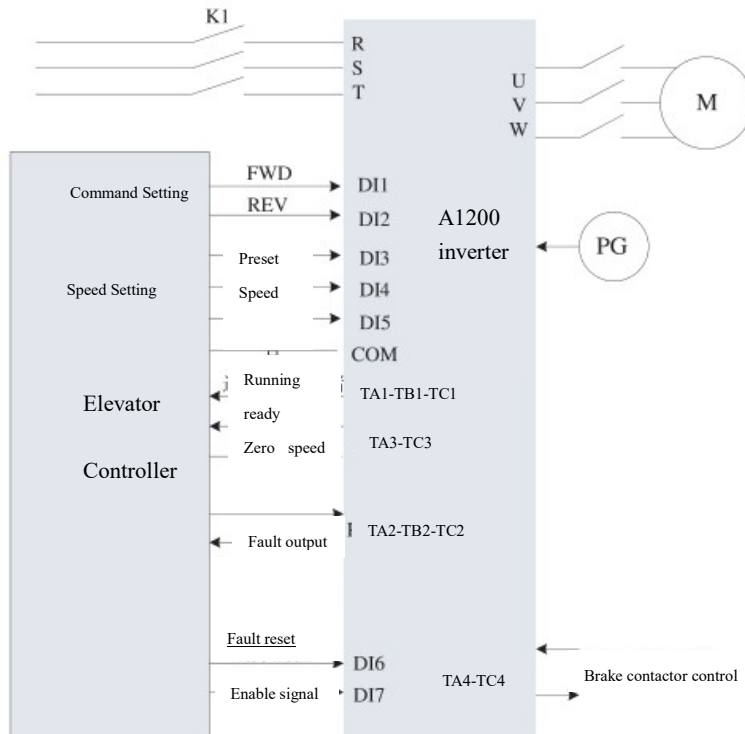 K1
R
S
T
U
V
W
M
Command Setting
FWD
DI1
REV
DI2
A1200
inverter
PG
Preset
DI3
Speed Setting
Speed
DI4
DI5
COM
Elevator
Running
ready
TA1-TB1-TC1
Controller
Zero speed
TA3-TC3
Fault output
TA2-TB2-TC2
Fault reset
DI6
Enable signal
DI7
TA4-TC4
Brake contactor control